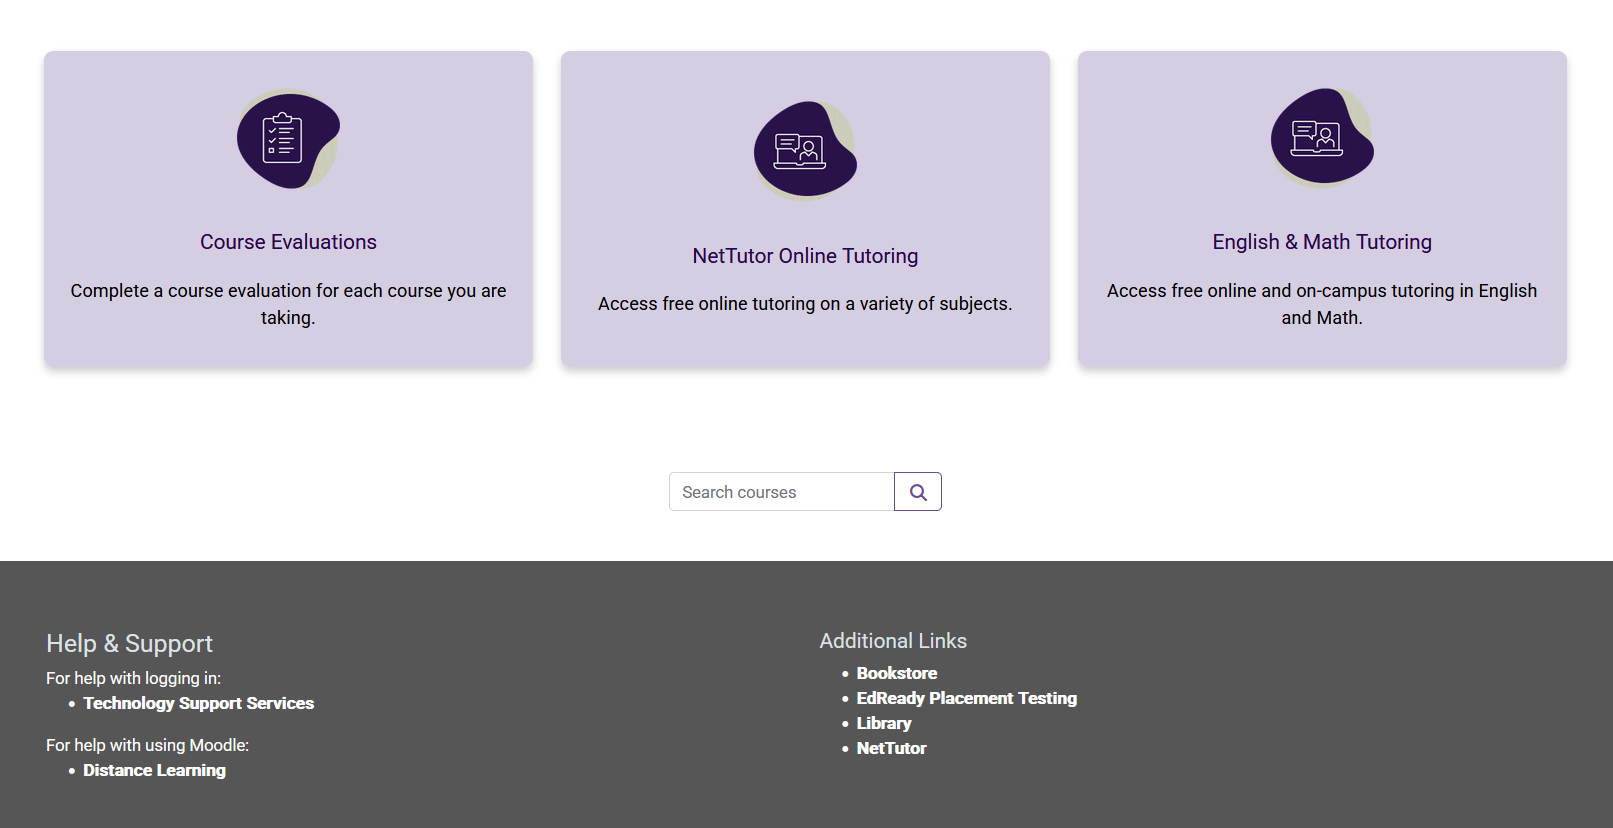 Course Evaluations
Complete a course evaluation for each course you are
taking.
NetTutor Online Tutoring
Access free online tutoring on a variety of subjects.
English & Math Tutoring
Access free online and on-campus tutoring in English
and Math.
Search courses
Help & Support
For help with logging in:
• Technology Support Services
For help with using Moodle:
• Distance Learning
Additional Links
• Bookstore
• EdReady Placement Testing
• Library
• NetTutor